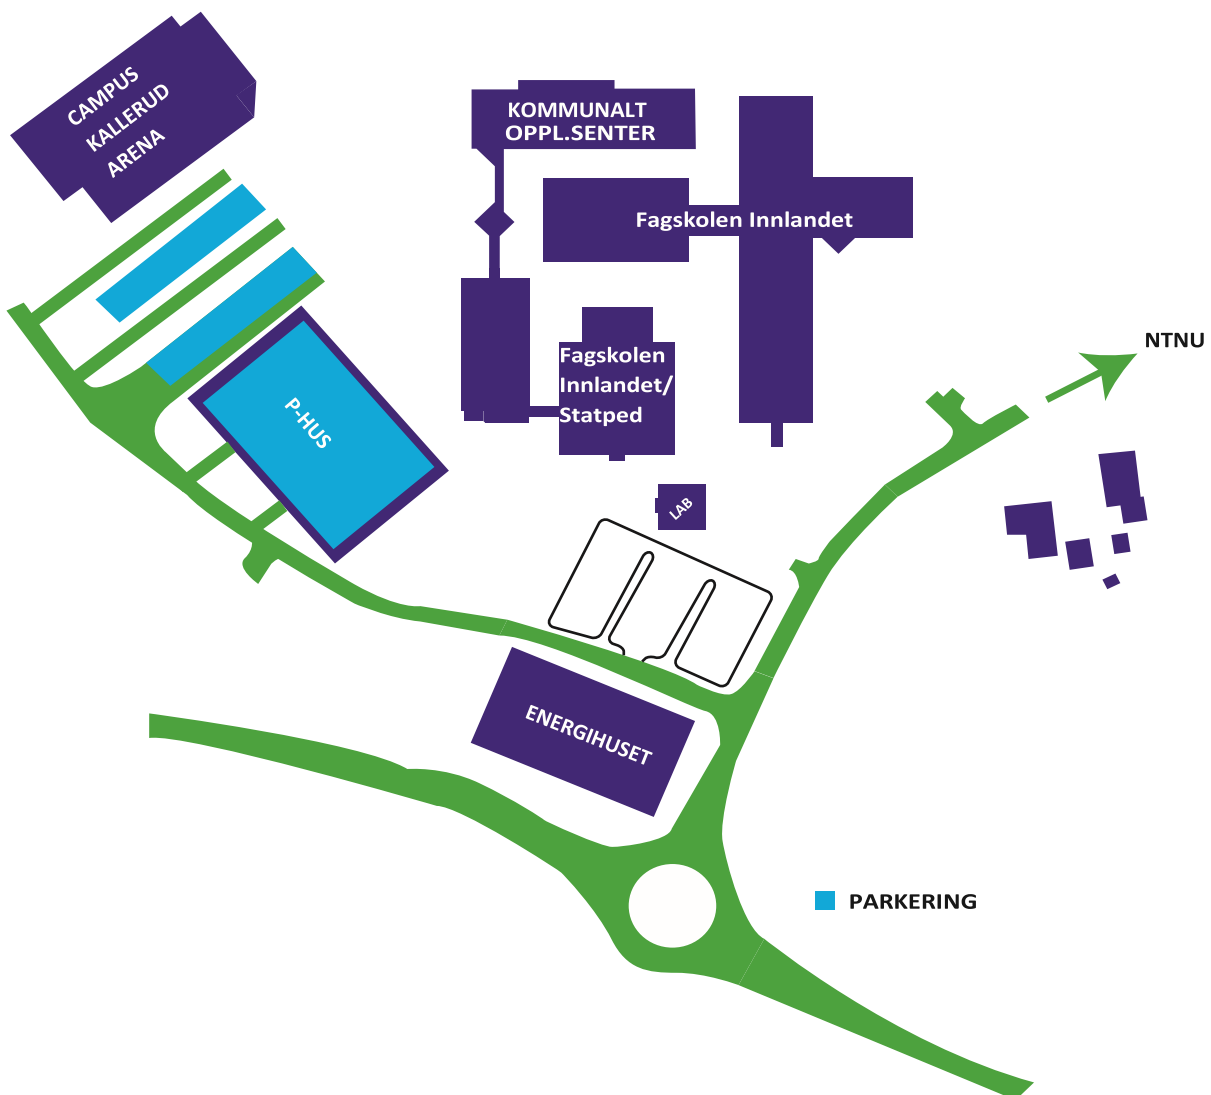 CAMPUS
KALLERUD
ARENA
KOMMUNALT
OPPL.SENTER
Fagskolen Innlandet
Fagskolen
Innlandet/
Statped
NTNU
P-HUS
LAB
ENERGIHUSET
PARKERING